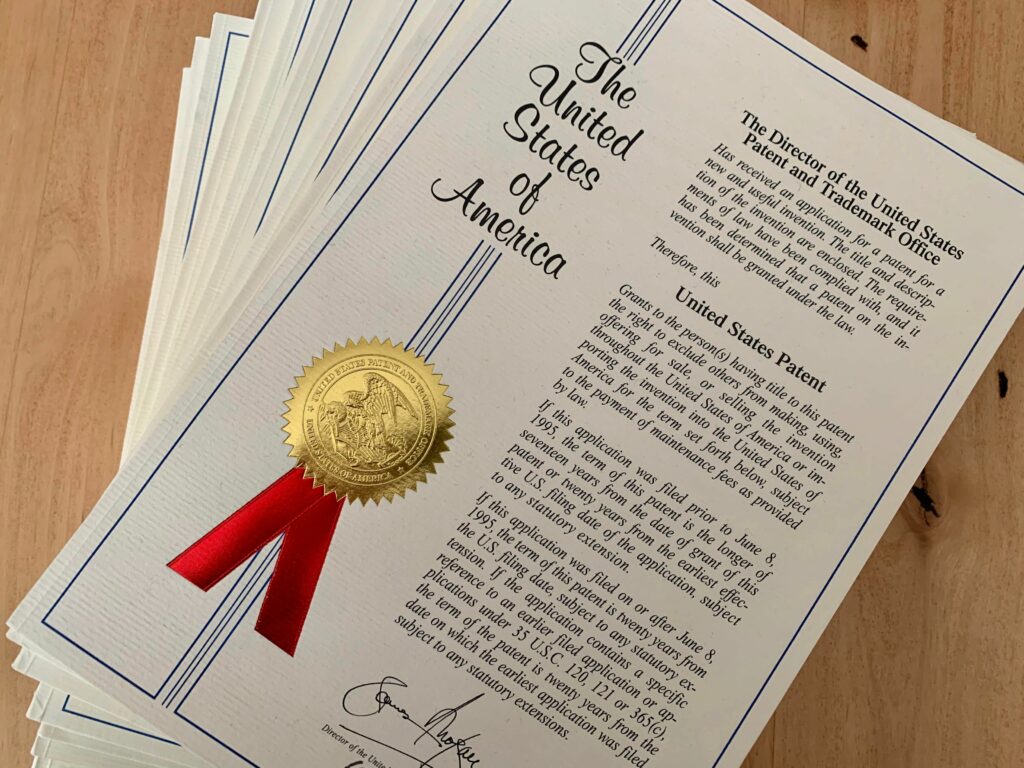 The
United
States
of
America
The Director of the United States
Patent and Trademark Office
Has received an application for a patent for a
new and useful invention. The title and descrip-
tion of the invention are enclosed. The require-
ments of law have been complied with, and it
has been determined that a patent on the in-
vention shall be granted under the law.
Therefore, this
United States Patent
Grants to the person(s) having title to this patent
the right to exclude others from making, using,
offering for sale, or selling the invention
throughout the United States of America or im-
porting the invention into the United States of
America for the term set forth below, subject
to the payment of maintenance fees as provided
by law.
If this application was filed prior to June 8,
1995, the term of this patent is the longer of
seventeen years from the date of grant of this
patent or twenty years from the earliest effec-
tive U.S. filing date of the application, subject
to any statutory extension.
If this application was filed on or after June 8,
1995, the term of this patent is twenty years from
the U.S. filing date, subject to any statutory ex-
tension. If the application contains a specific
reference to an earlier filed application or ap-
plications under 35 U.S.C. 120, 121 or 365(c),
the term of the patent is twenty years from the
date on which the earliest application was filed,
subject to any statutory extensions.
UNITED STATES PATENT AND TRADEMARK OFFICE
UNITED STATES OF AMERICA
Director of the United